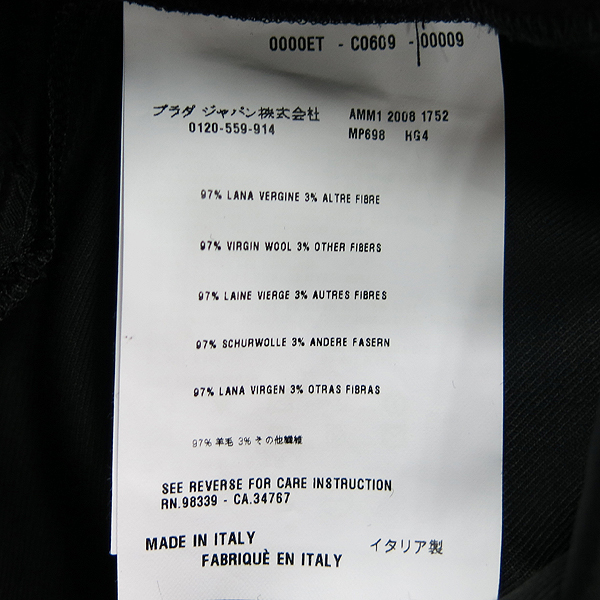 0000ET - C0609 - 00009
プラダ ジャパン株式会社
0120-559-914
AMM1 2008 1752
MP698 HG4
97% LANA VERGINE 3% ALTRE FIBRE
97% VIRGIN WOOL 3% OTHER FIBERS
97% LAINE VIERGE 3% AUTRES FIBRES
97% SCHURWOLLE 3% ANDERE FASERN
97% LANA VIRGEN 3% OTRAS FIBRAS
97% 羊毛 3% その他繊維
SEE REVERSE FOR CARE INSTRUCTION
RN.98339 - CA.34767
MADE IN ITALY
FABRIQUÈ EN ITALY
イタリア製